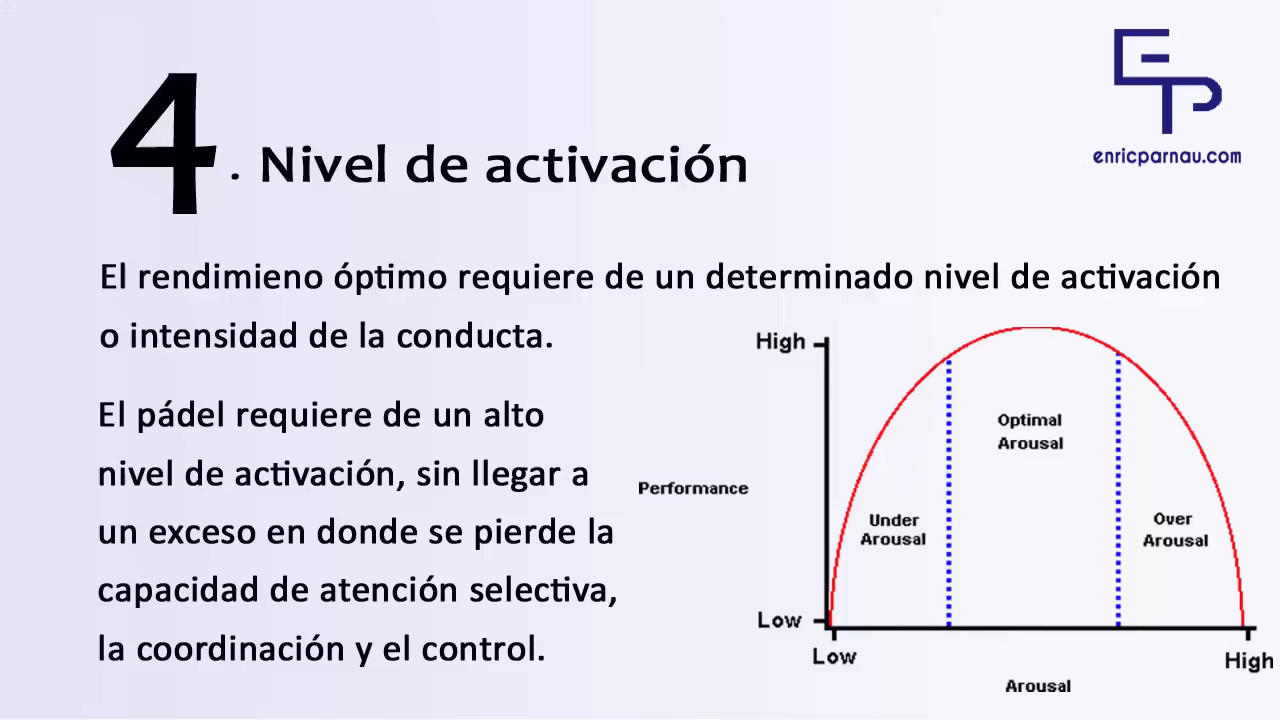 4. Nivel de activación
EP
enricparnau.com
El rendimieno óptimo requiere de un determinado nivel de activación
o intensidad de la conducta.
El pádel requiere de un alto
nivel de activación, sin llegar a
un exceso en donde se pierde la
capacidad de atención selectiva,
la coordinación y el control.
High
Optimal
Arousal
Performance
Under
Arousal
Over
Arousal
Low
Low
High
Arousal